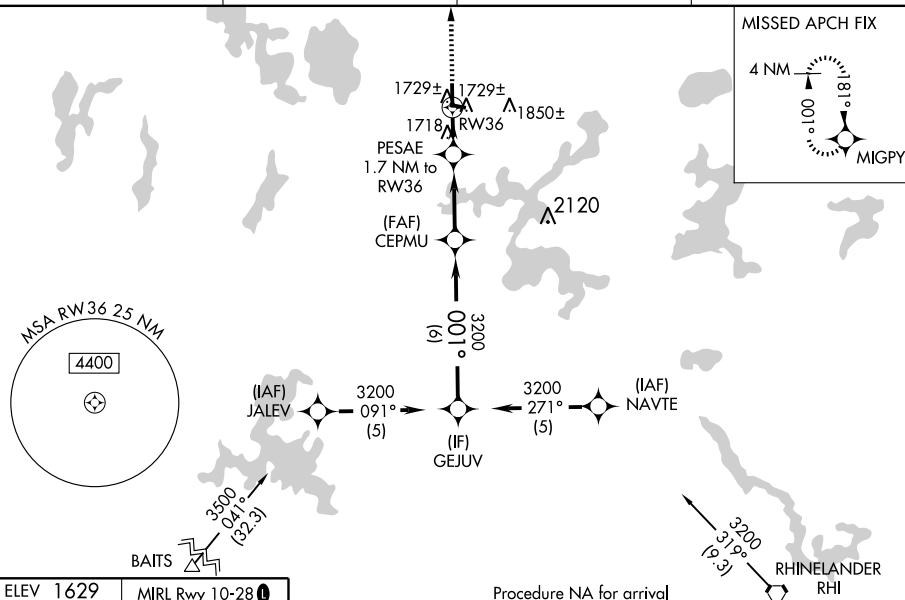 MISSED APCH FIX
4 NM
001°
181°
MIGPY
1729±
1729±
1850±
RW36
1718
PESAE
1.7 NM to
RW36
2120
(FAF)
CEPMU
MSA RW36 25 NM
4400
3200
001°
(6)
(IAF)
JALEV
3200
091°
(5)
3200
271°
(5)
(IAF)
NAVTE
(IF)
GEJUV
3500
041°
(32.3)
BAITS
3200
319°
(9.3)
RHINELANDER
RHI
ELEV 1629
MIRL Rwy 10-28 L
Procedure NA for arrival